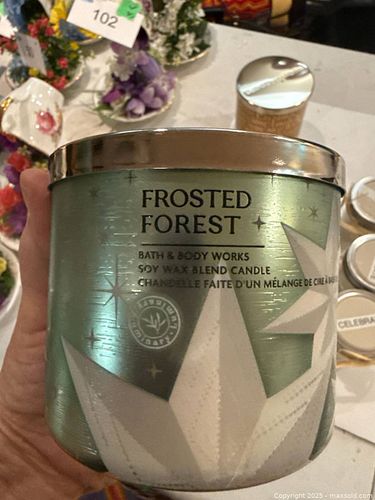 102
FROSTED
FOREST
BATH & BODY WORKS
SOY WAX BLEND CANDLE
CHANDELLE FAITE D'UN MÉLANGE DE CIRE À
CELEBRA
Copyright 2025 - maxsold.com